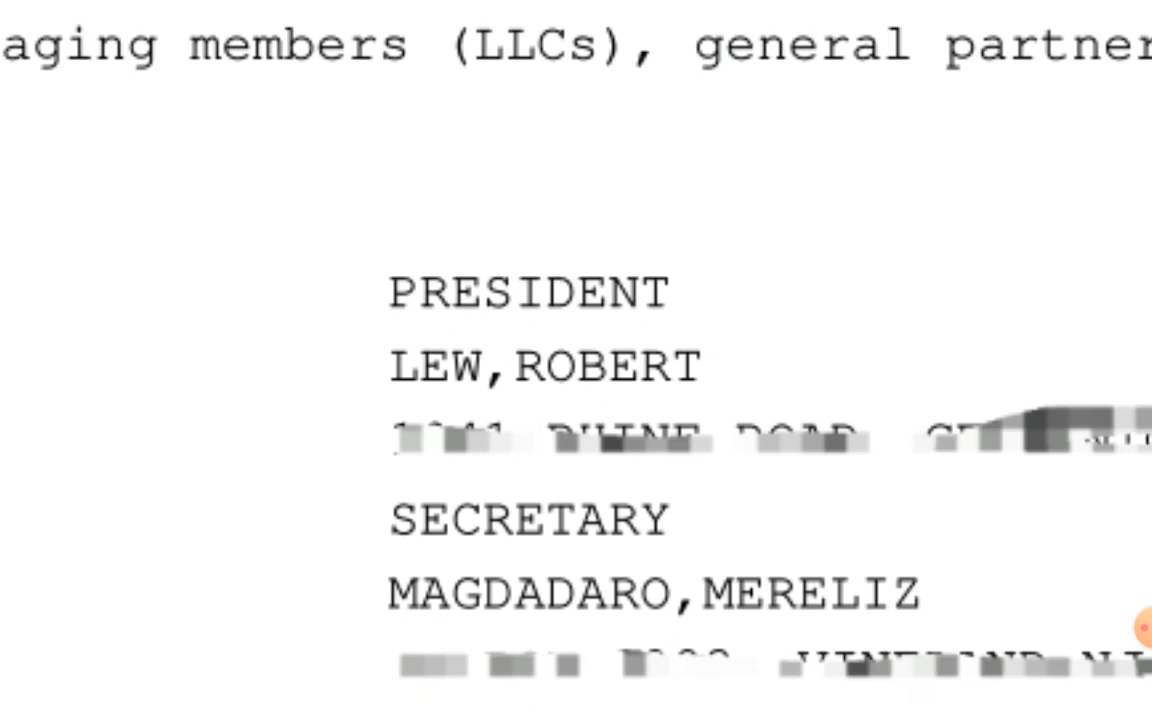 aging members (LLCs), general partner
PRESIDENT
LEW,ROBERT
SECRETARY
MAGDADARO,MERELIZ